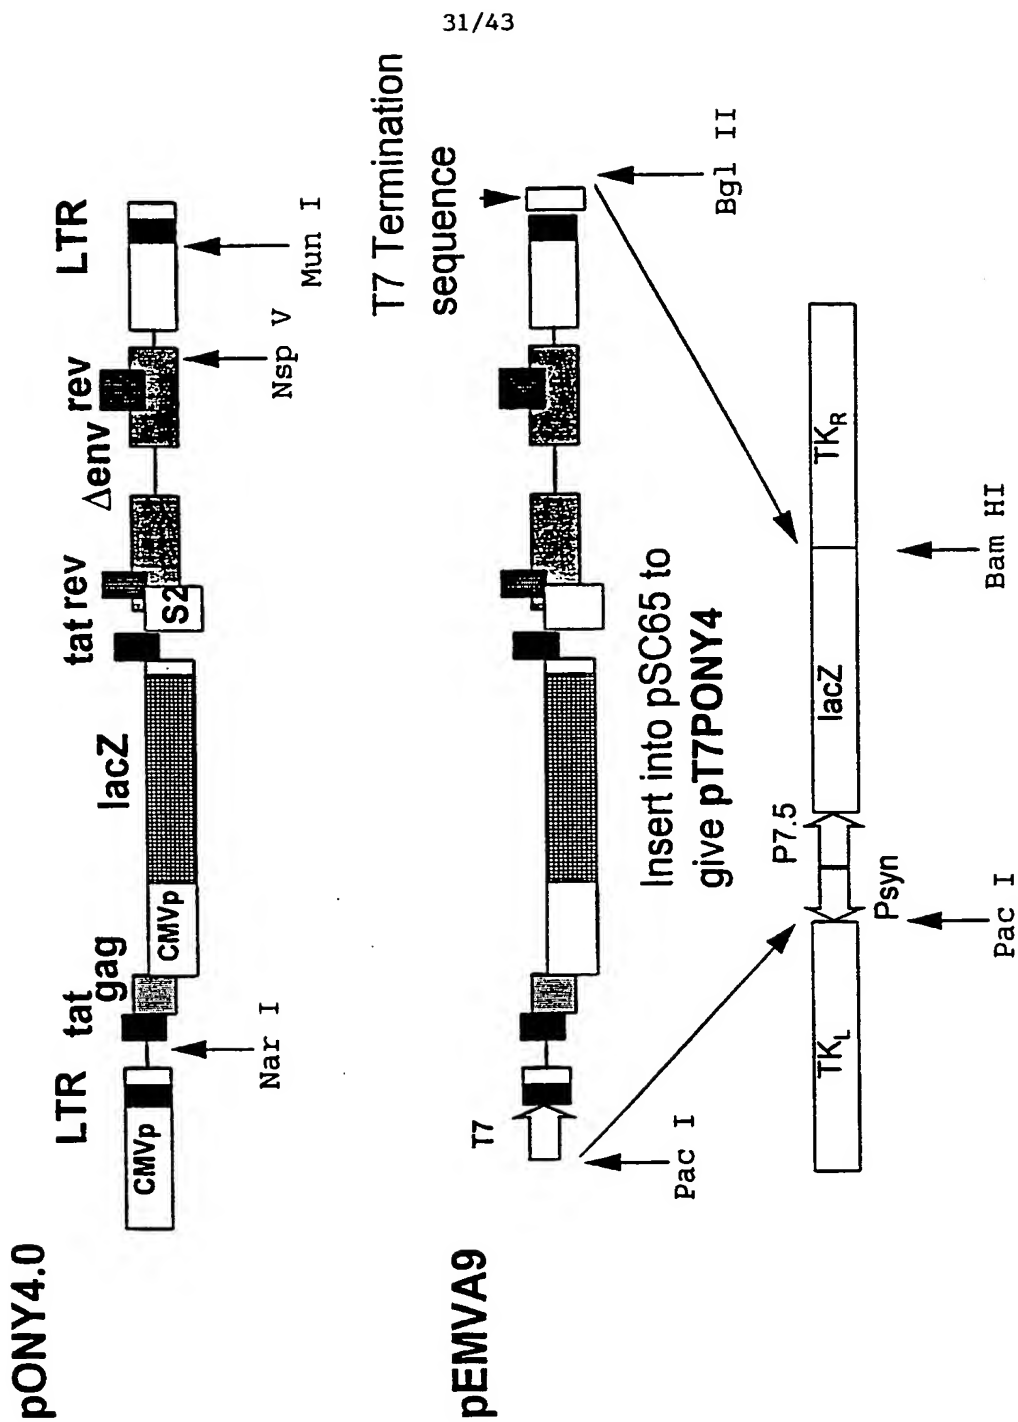 31/43
pONY4.0
LTR
tat
gag
lacZ
tat rev
Δenv
rev
LTR
CMVp
CMVp
S2
Nar I
Nsp V
Mun I
pEMVA9
T7
T7 Termination
sequence
Pac I
Bgl II
Insert into pSC65 to
give pT7PONY4
TKL
Psyn
P7.5
lacZ
TKR
Pac I
Bam HI